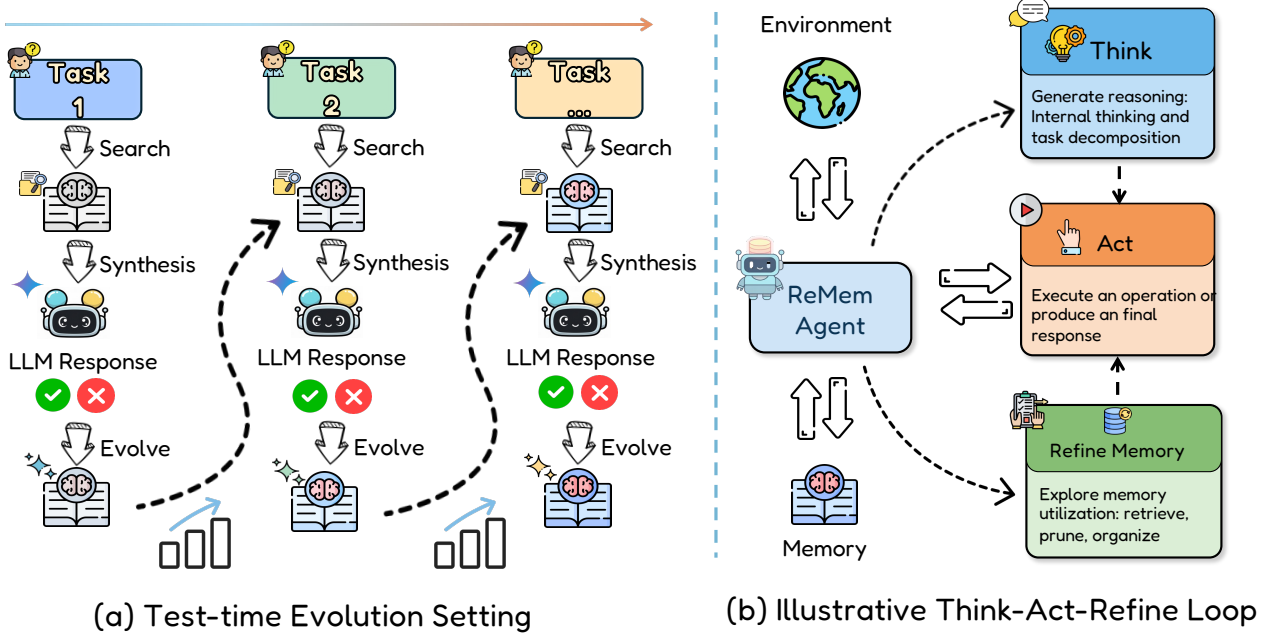 Task
1
Search
Synthesis
LLM Response
Evolve
Task
2
Search
Synthesis
LLM Response
Evolve
Task
...
Search
Synthesis
LLM Response
Evolve
(a) Test-time Evolution Setting
Environment
ReMem
Agent
Memory
Think
Generate reasoning:
Internal thinking and
task decomposition
Act
Execute an operation or
produce an final
response
Refine Memory
Explore memory
utilization: retrieve,
prune, organize
(b) Illustrative Think-Act-Refine Loop